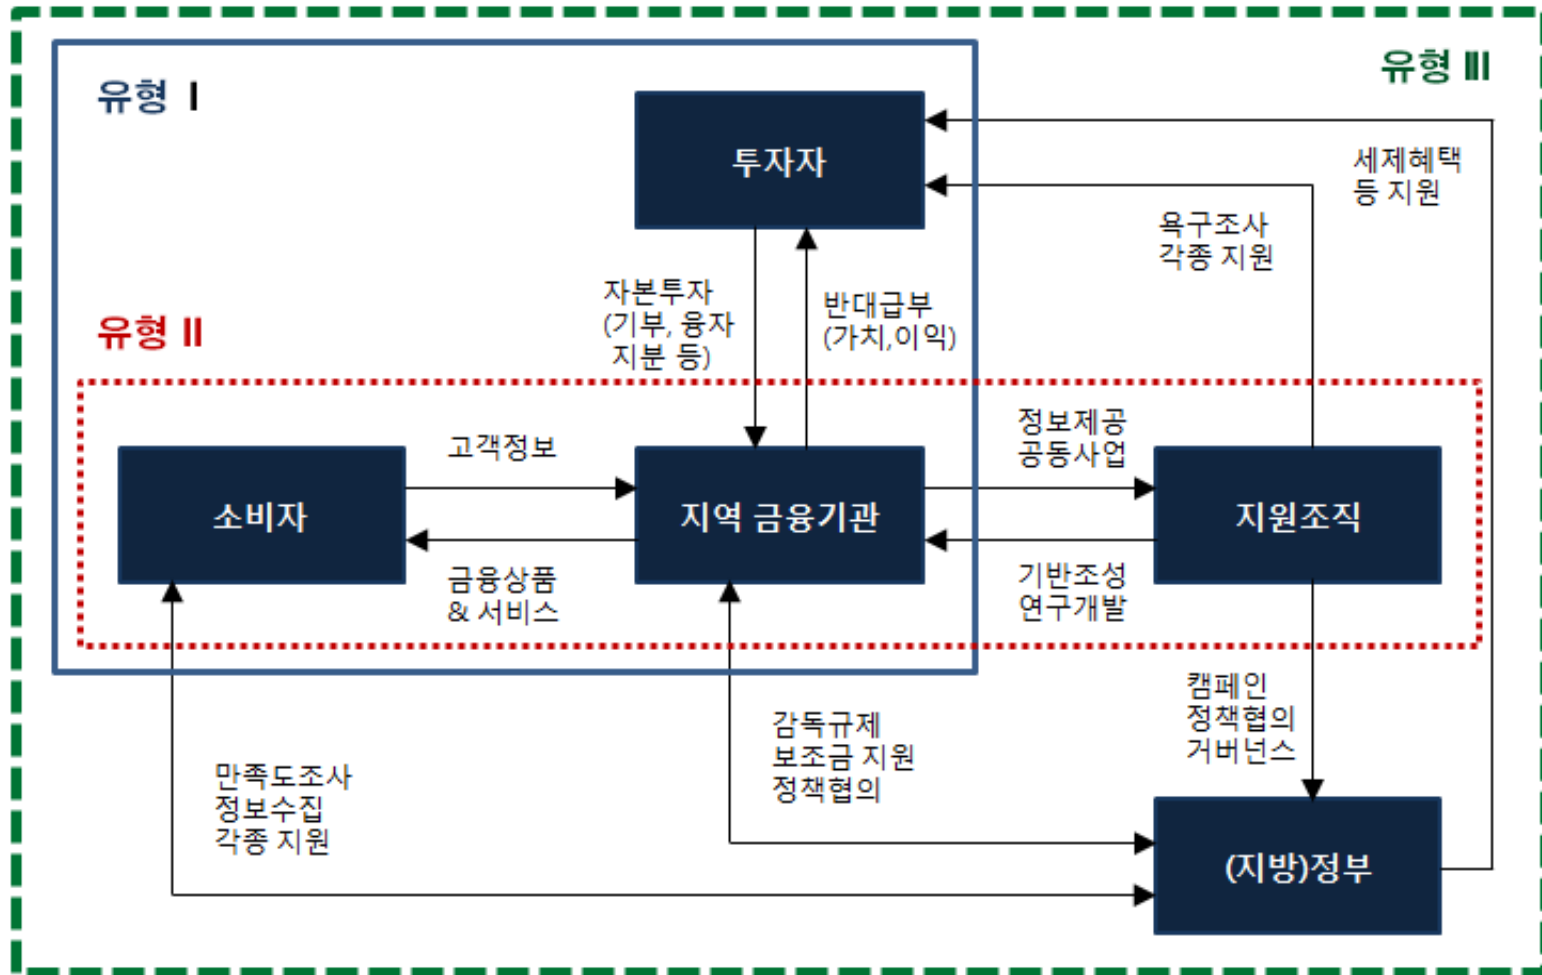 유형 Ⅲ
유형 Ⅰ
투자자
세제혜택
등 지원
욕구조사
각종 지원
자본투자
(기부, 융자
지분 등)
반대급부
(가치,이익)
유형 Ⅱ
고객정보
정보제공
공동사업
소비자
지역 금융기관
지원조직
금융상품
& 서비스
기반조성
연구개발
캠페인
정책협의
거버넌스
감독규제
보조금 지원
정책협의
만족도조사
정보수집
각종 지원
(지방)정부